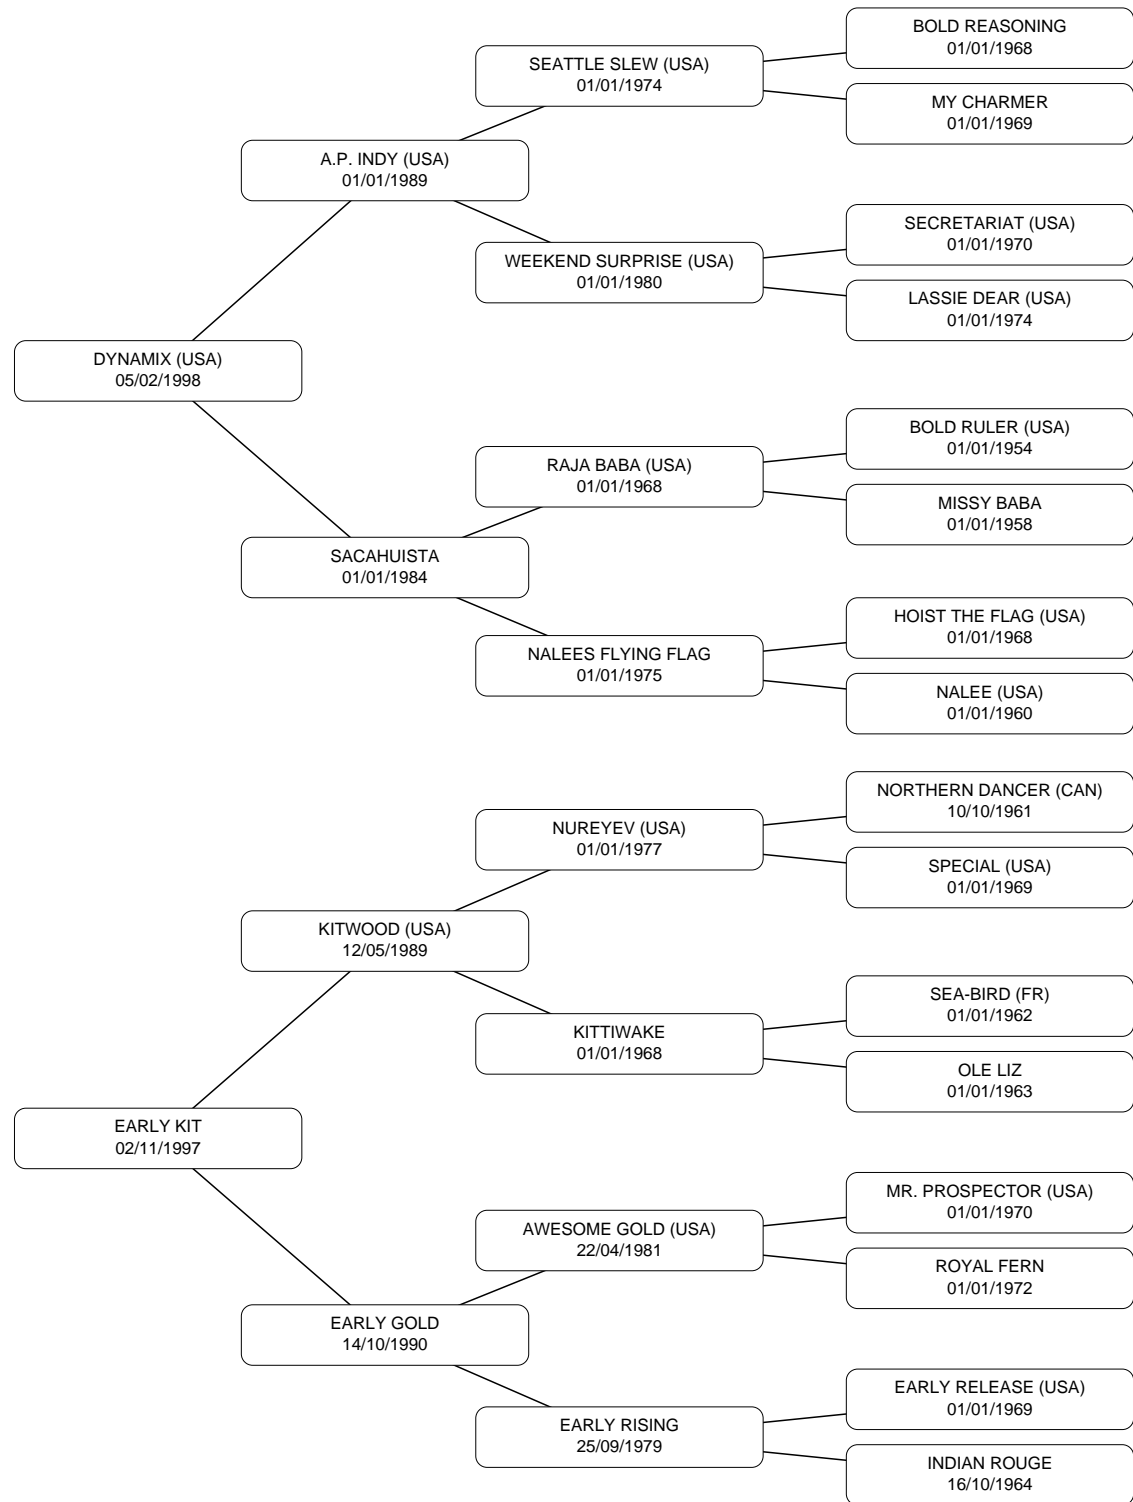 BOLD REASONING
01/01/1968
SEATTLE SLEW (USA)
01/01/1974
MY CHARMER
01/01/1969
A.P. INDY (USA)
01/01/1989
SECRETARIAT (USA)
01/01/1970
WEEKEND SURPRISE (USA)
01/01/1980
LASSIE DEAR (USA)
01/01/1974
DYNAMIX (USA)
05/02/1998
BOLD RULER (USA)
01/01/1954
RAJA BABA (USA)
01/01/1968
MISSY BABA
01/01/1958
SACAHUISTA
01/01/1984
HOIST THE FLAG (USA)
01/01/1968
NALEES FLYING FLAG
01/01/1975
NALEE (USA)
01/01/1960
NORTHERN DANCER (CAN)
10/10/1961
NUREYEV (USA)
01/01/1977
SPECIAL (USA)
01/01/1969
KITWOOD (USA)
12/05/1989
SEA-BIRD (FR)
01/01/1962
KITTIWAKE
01/01/1968
OLE LIZ
01/01/1963
EARLY KIT
02/11/1997
MR. PROSPECTOR (USA)
01/01/1970
AWESOME GOLD (USA)
22/04/1981
ROYAL FERN
01/01/1972
EARLY GOLD
14/10/1990
EARLY RELEASE (USA)
01/01/1969
EARLY RISING
25/09/1979
INDIAN ROUGE
16/10/1964